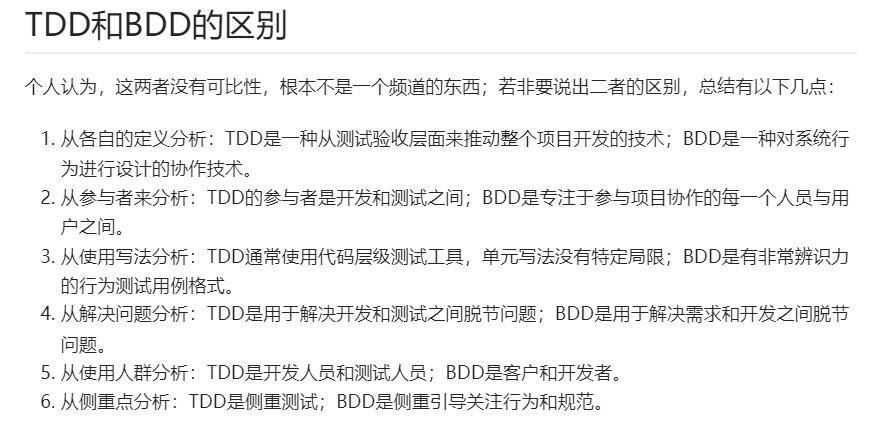 TDD和BDD的区别
个人认为，这两者没有可比性，根本不是一个频道的东西；若非要说出二者的区别，总结有以下几点：
1. 从各自的定义分析：TDD是一种从测试验收层面来推动整个项目开发的技术；BDD是一种对系统行
为进行设计的协作技术。
2. 从参与者来分析：TDD的参与者是开发和测试之间；BDD是专注于参与项目协作的每一个人员与用
户之间。
3. 从使用写法分析：TDD通常使用代码层级测试工具，单元写法没有特定局限；BDD是有非常辨识力
的行为测试用例格式。
4. 从解决问题分析：TDD是用于解决开发和测试之间脱节问题；BDD是用于解决需求和开发之间脱节
问题。
5. 从使用人群分析：TDD是开发人员和测试人员；BDD是客户和开发者。
6. 从侧重点分析：TDD是侧重测试；BDD是侧重引导关注行为和规范。